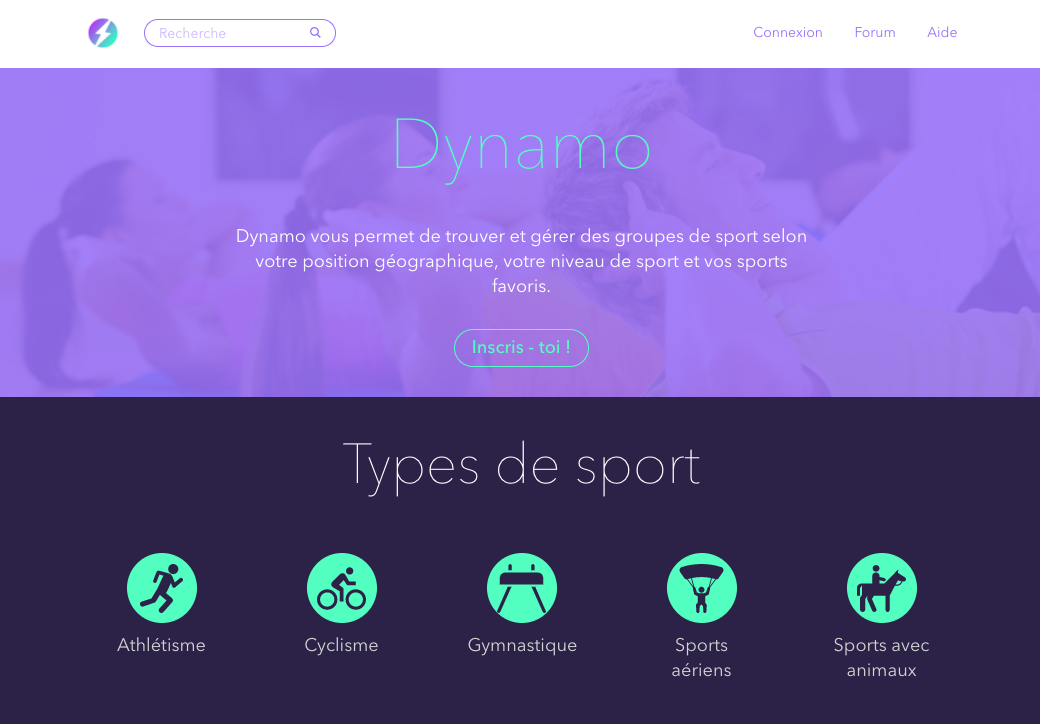 Recherche
Connexion
Forum
Aide
Dynamo
Dynamo vous permet de trouver et gérer des groupes de sport selon
votre position géographique, votre niveau de sport et vos sports
favoris.
Inscris - toi !
Types de sport
Athlétisme
Cyclisme
Gymnastique
Sports
aériens
Sports avec
animaux